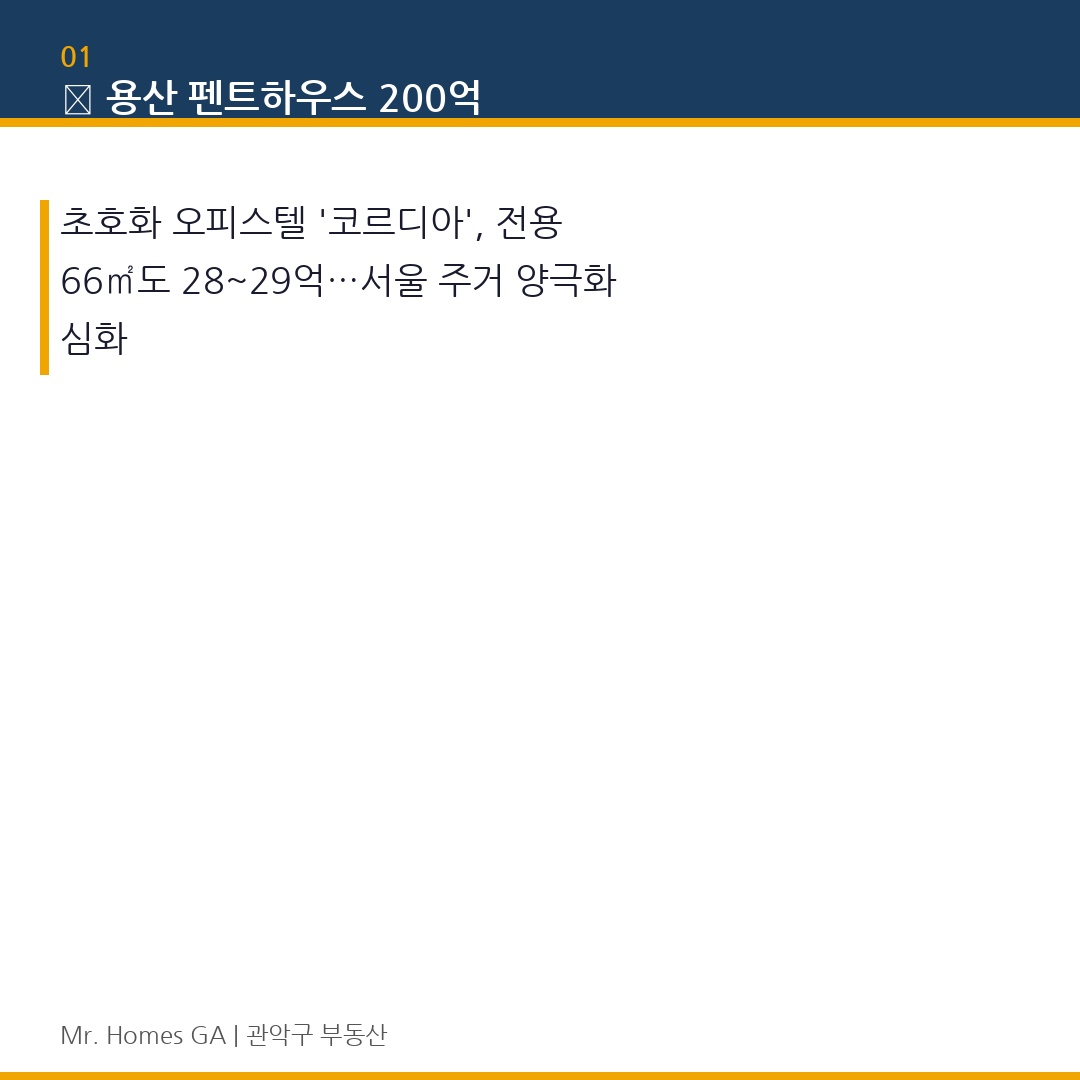 01
용산 펜트하우스 200억
초호화 오피스텔 '코르디아', 전용
66㎡도 28~29억…서울 주거 양극화
심화
Mr. Homes GA | 관악구 부동산